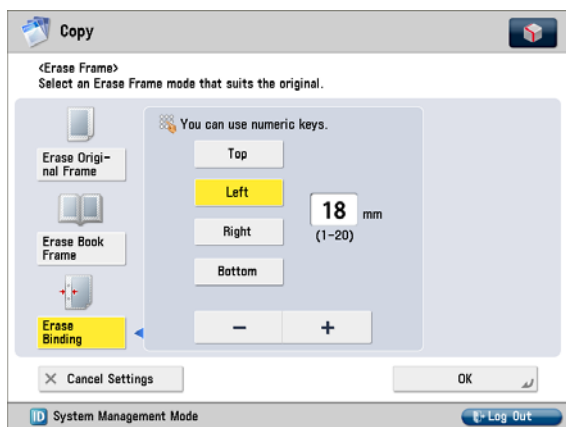 Copy
<Erase Frame>
Select an Erase Frame mode that suits the original.
You can use numeric keys.
Erase Origi-
nal Frame
Erase Book
Frame
Erase
Binding
Top
Left
Right
Bottom
18 mm
(1-20)
− +
× Cancel Settings
OK
ID System Management Mode
Log Out